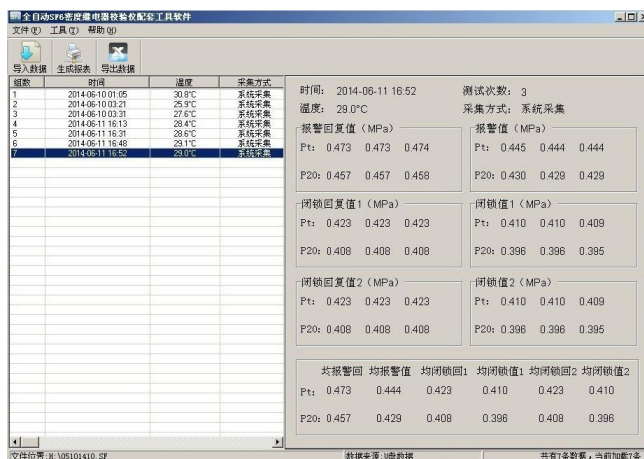 全自动SF6密度继电器校验仪配套工具软件
文件(F) 工具(T) 帮助(H)
导入数据 生成报表 导出数据
组数 时间 温度 采集方式
1 2014-06-10 01:05 30.8°C 系统采集
2 2014-06-10 03:21 25.9°C 系统采集
3 2014-06-10 03:31 27.6°C 系统采集
4 2014-06-11 16:13 28.4°C 系统采集
5 2014-06-11 16:31 28.6°C 系统采集
6 2014-06-11 16:48 29.1°C 系统采集
7 2014-06-11 16:52 29.0°C 系统采集
时间: 2014-06-11 16:52 测试次数: 3
温度: 29.0°C 采集方式: 系统采集
报警回复值(MPa)
Pt: 0.473 0.473 0.474
P20: 0.457 0.457 0.458
报警值(MPa)
Pt: 0.445 0.444 0.444
P20: 0.430 0.429 0.429
闭锁回复值1(MPa)
Pt: 0.423 0.423 0.423
P20: 0.408 0.408 0.408
闭锁值1(MPa)
Pt: 0.410 0.410 0.409
P20: 0.396 0.396 0.395
闭锁回复值2(MPa)
Pt: 0.423 0.423 0.423
P20: 0.408 0.408 0.408
闭锁值2(MPa)
Pt: 0.410 0.410 0.409
P20: 0.396 0.396 0.395
均报警回 均报警值 均闭锁回1 均闭锁值1 均闭锁回2 均闭锁值2
Pt: 0.473 0.444 0.423 0.410 0.423 0.410
P20: 0.457 0.429 0.408 0.396 0.408 0.396
文件位置:H:\05101410.SF 数据来源:U盘数据 共有7条数据,当前加载7条